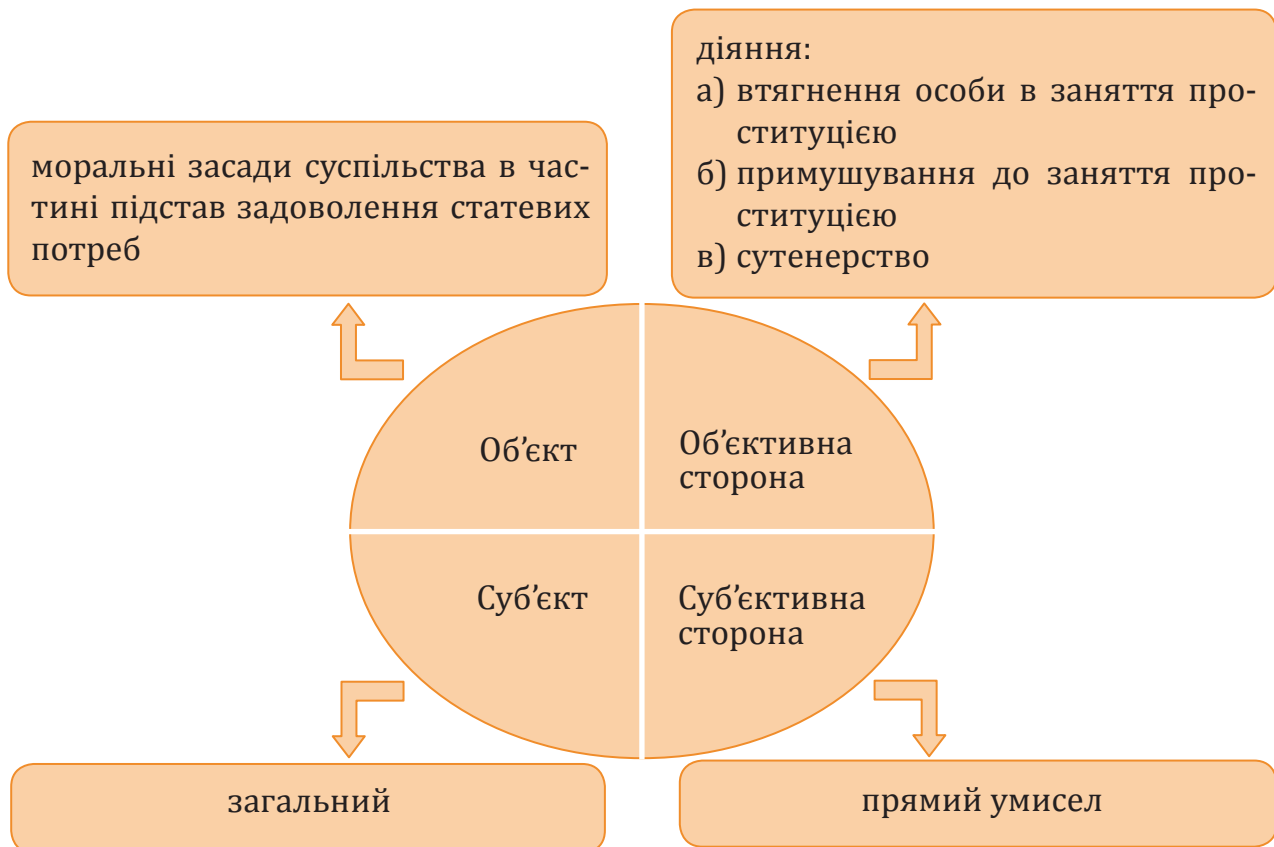 діяння:
а) втягнення особи в заняття про-
ституцією
б) примушування до заняття про-
ституцією
в) сутенерство
моральні засади суспільства в час-
тині підстав задоволення статевих
потреб
Об’єкт
Об’єктивна
сторона
Суб’єкт
Суб’єктивна
сторона
загальний
прямий умисел